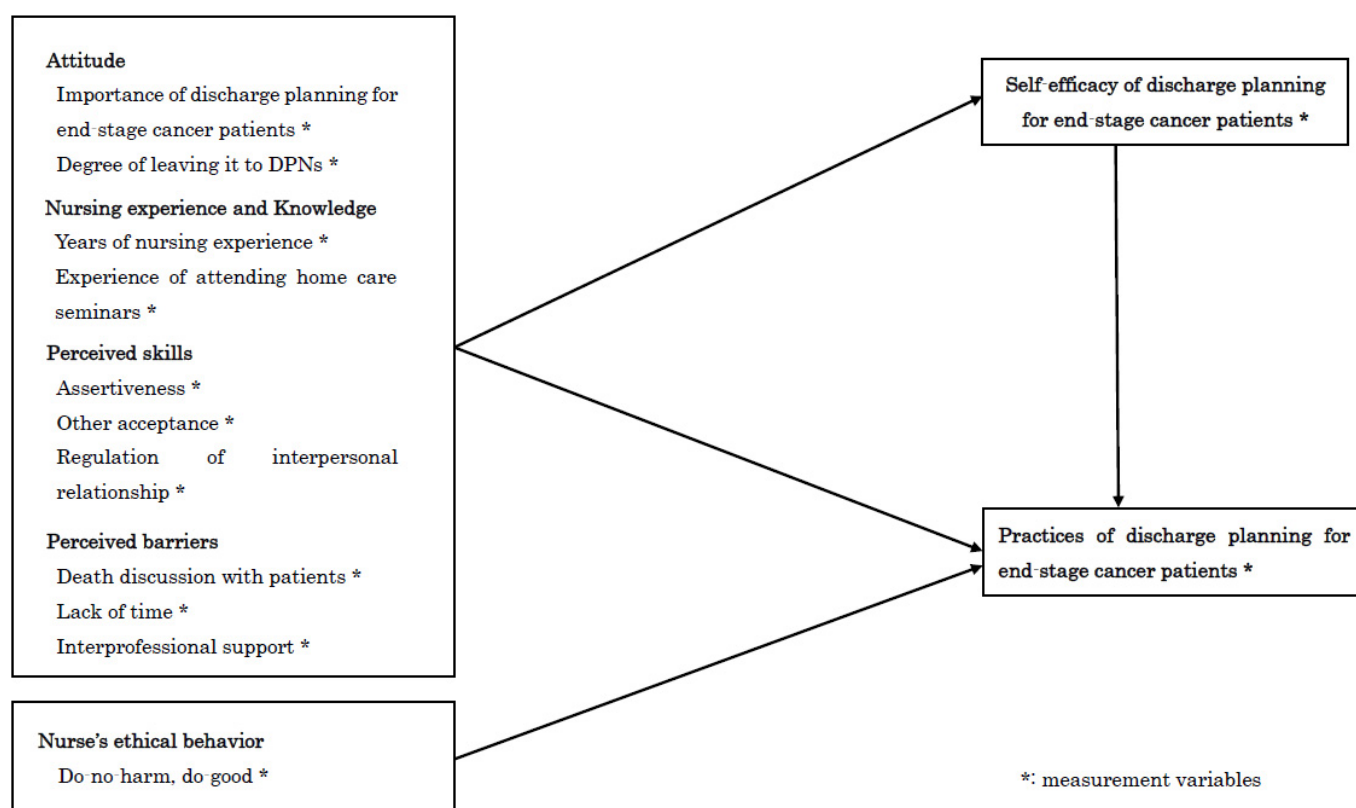 Attitude
Importance of discharge planning for
end-stage cancer patients *
Degree of leaving it to DPNs *
Nursing experience and Knowledge
Years of nursing experience *
Experience of attending home care
seminars *
Perceived skills
Assertiveness *
Other acceptance *
Regulation of interpersonal
relationship *
Perceived barriers
Death discussion with patients *
Lack of time *
Interprofessional support *
Nurse’s ethical behavior
Do-no-harm, do-good *
Self-efficacy of discharge planning
for end-stage cancer patients *
Practices of discharge planning for
end-stage cancer patients *
*: measurement variables